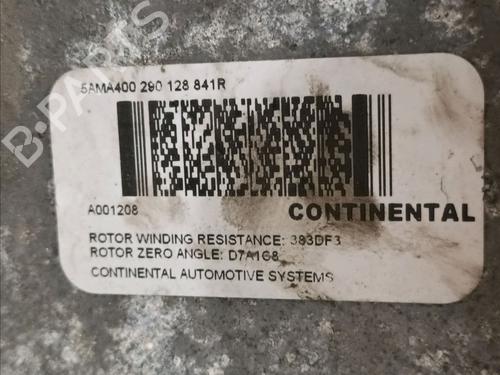 B-PARTS
5AMA400 290 128 841R
A001208
CONTINENTAL
ROTOR WINDING RESISTANCE: 383DF3
ROTOR ZERO ANGLE: D7A1C8
CONTINENTAL AUTOMOTIVE SYSTEMS